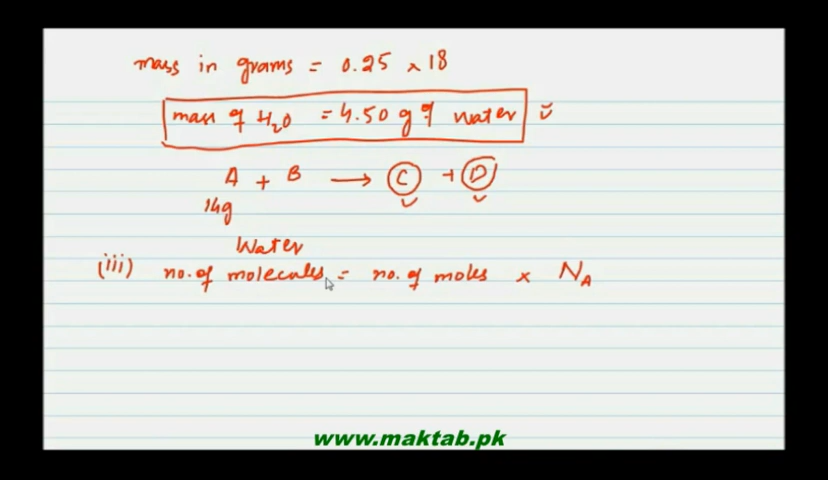 mass in grams = 0.25 × 18
mass of H₂O = 4.50 g of water
A + B → C + D
14g
Water
(iii) no. of molecules = no. of moles × N_A
www.maktab.pk